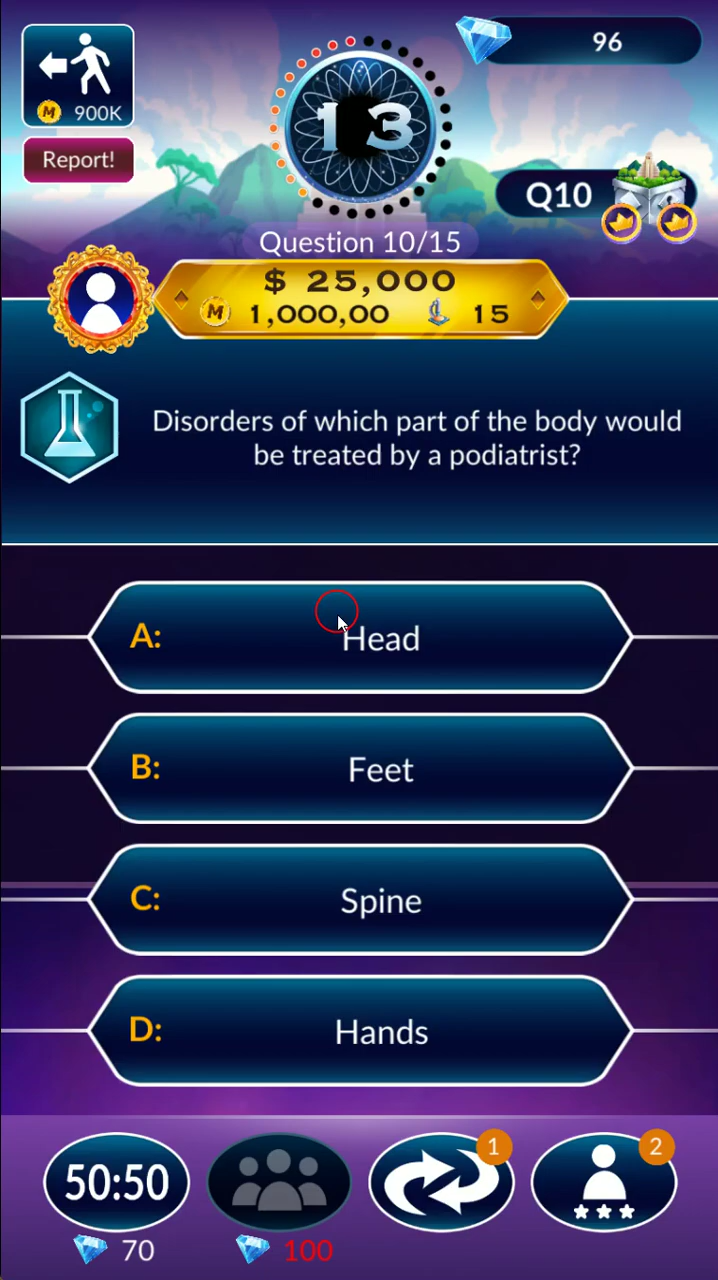 96
13
M 900K
Report!
Q10
Question 10/15
$ 25,000
M 1,000,00 15
Disorders of which part of the body would
be treated by a podiatrist?
A: Head
B: Feet
C: Spine
D: Hands
50:50
1
2
70
100